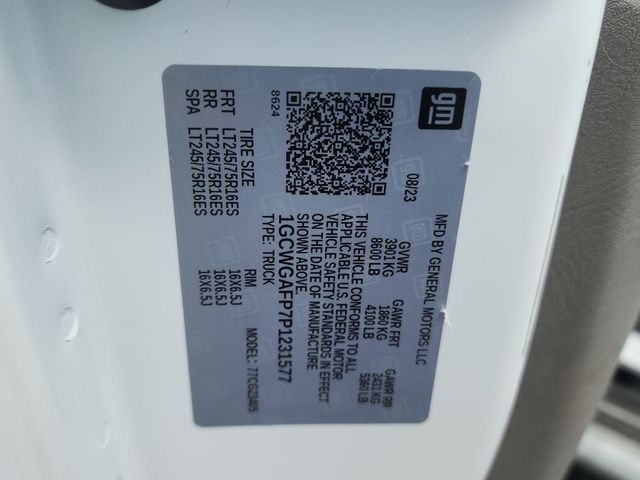 gm
MFD BY GENERAL MOTORS LLC
08/23
GVWR GAWR FRT GAWR RR
3901 KG 1860 KG 2431 KG
8600 LB 4100 LB 5360 LB
THIS VEHICLE CONFORMS TO ALL
APPLICABLE U.S. FEDERAL MOTOR
VEHICLE SAFETY STANDARDS IN EFFECT
ON THE DATE OF MANUFACTURE
SHOWN ABOVE.
1GCWGAFP7P1231577
TYPE: TRUCK MODEL: 77CG23405
8624
TIRE SIZE RIM
FRT LT245/75R16ES 16X6.5J
RR LT245/75R16ES 16X6.5J
SPA LT245/75R16ES 16X6.5J